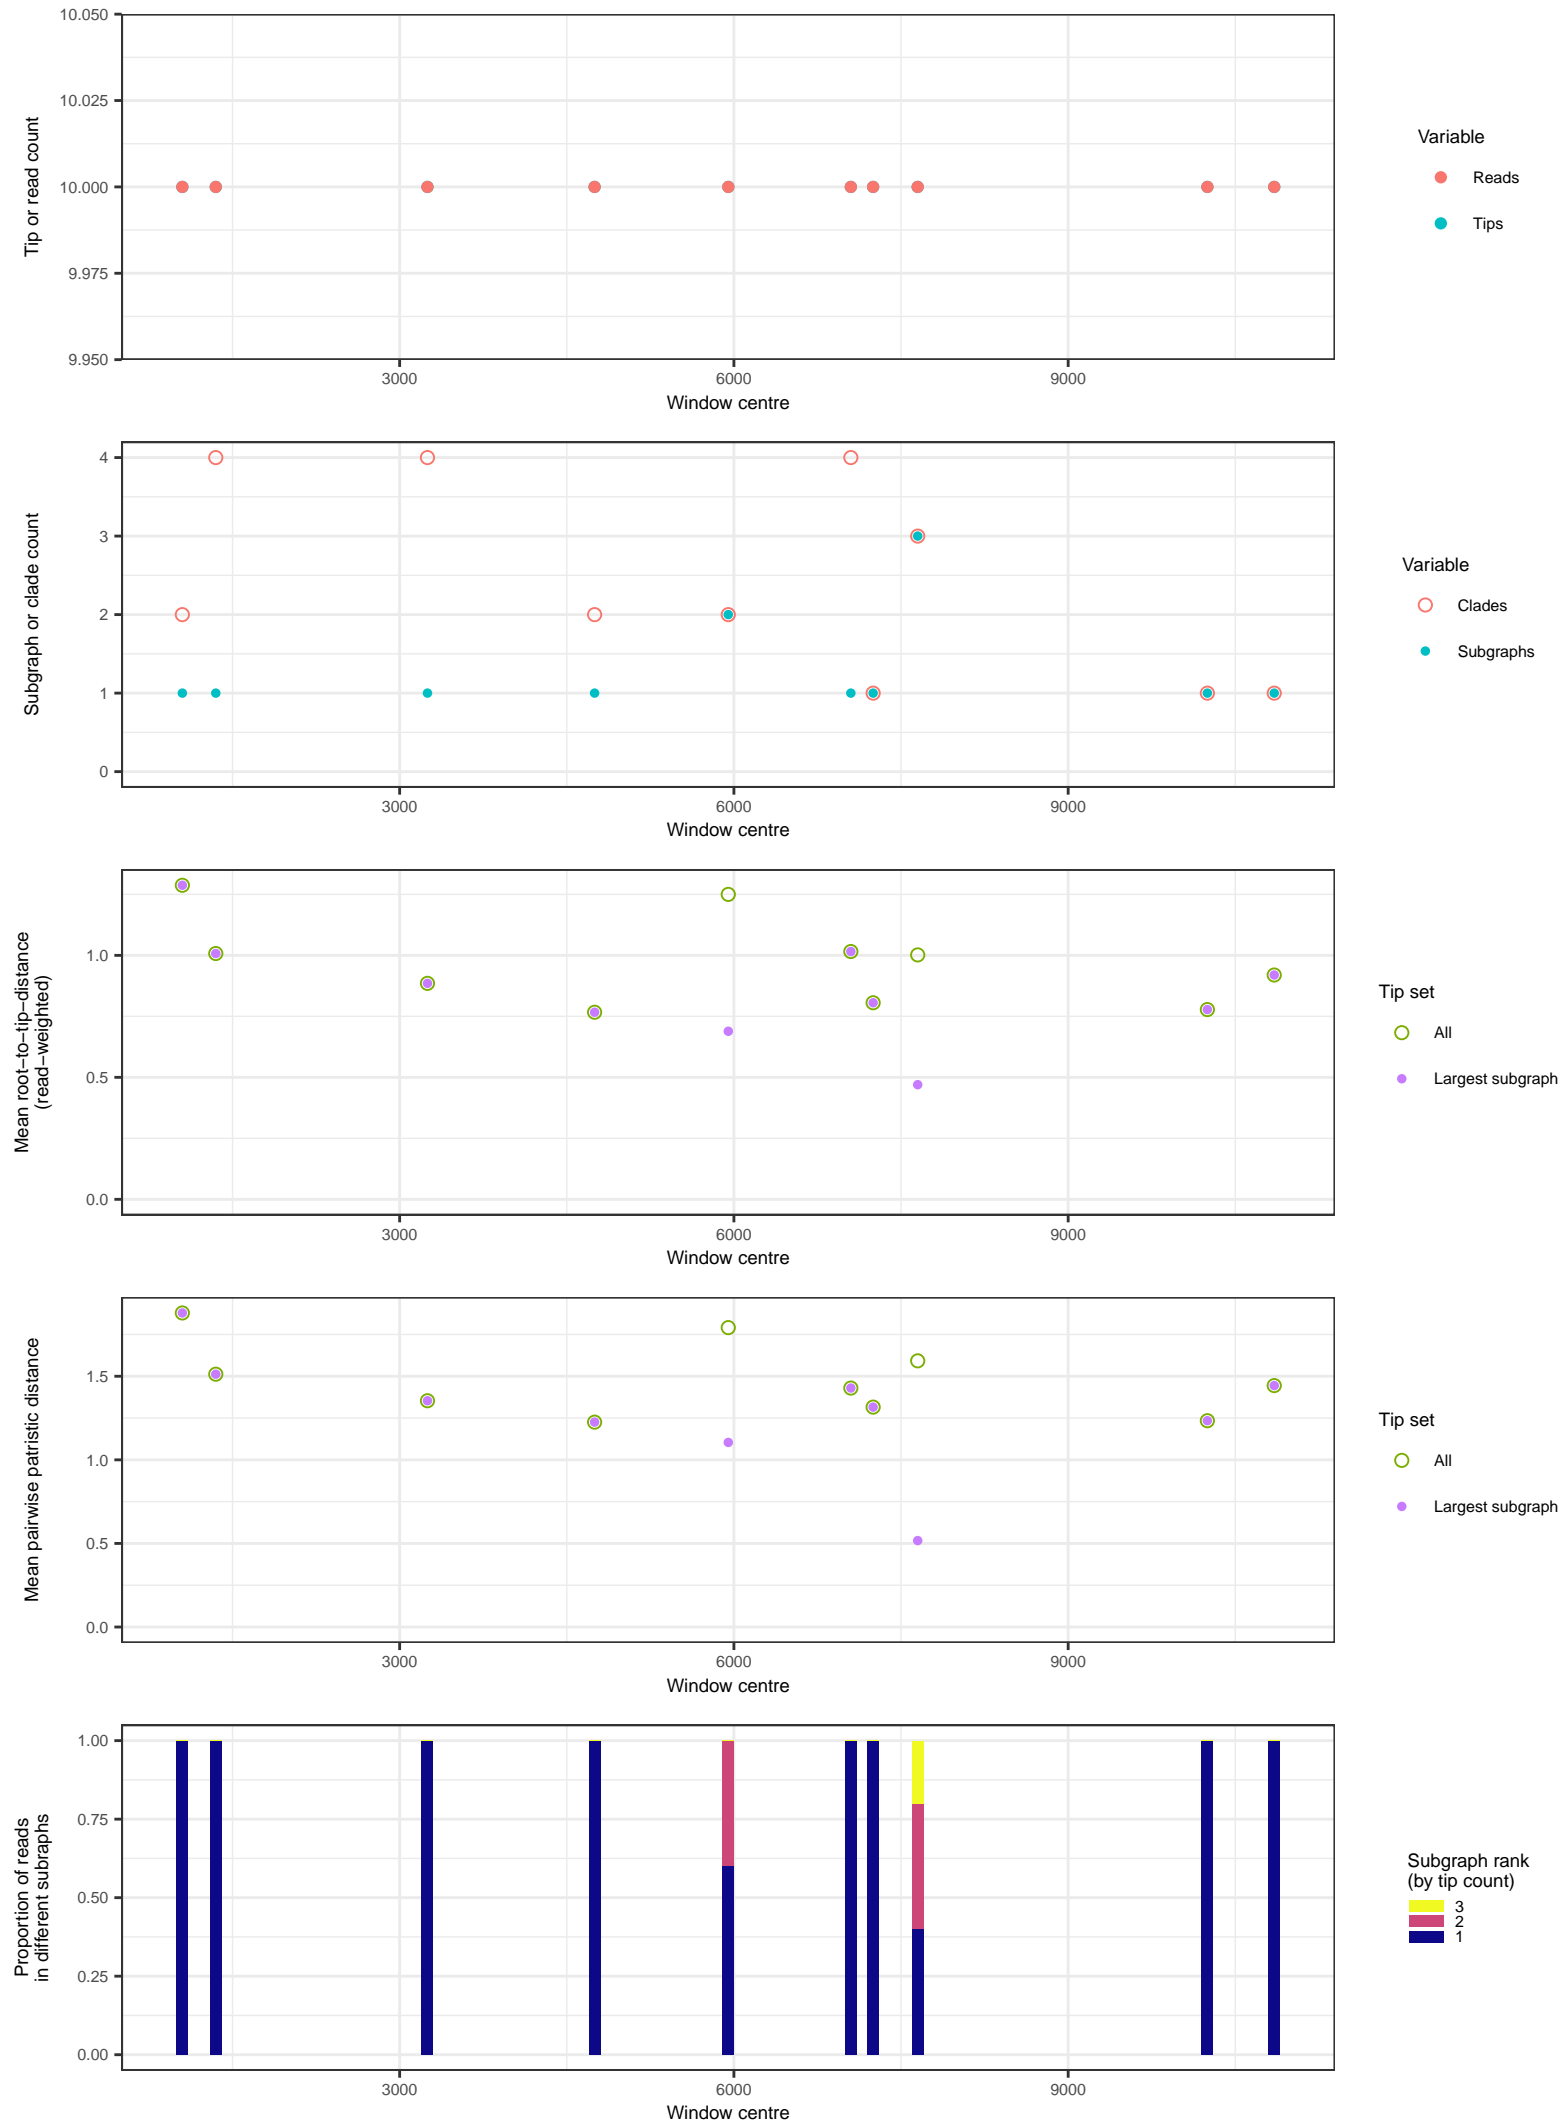 10.050
10.025
10.000
9.975
9.950
Tip or read count
3000 6000 9000
Window centre
Variable
Reads
Tips
4
3
2
1
0
Subgraph or clade count
3000 6000 9000
Window centre
Variable
Clades
Subgraphs
1.0
0.5
0.0
Mean root−to−tip−distance
(read−weighted)
3000 6000 9000
Window centre
Tip set
All
Largest subgraph
1.5
1.0
0.5
0.0
Mean pairwise patristic distance
3000 6000 9000
Window centre
Tip set
All
Largest subgraph
1.00
0.75
0.50
0.25
0.00
Proportion of reads
in different subraphs
3000 6000 9000
Window centre
Subgraph rank
(by tip count)
3
2
1